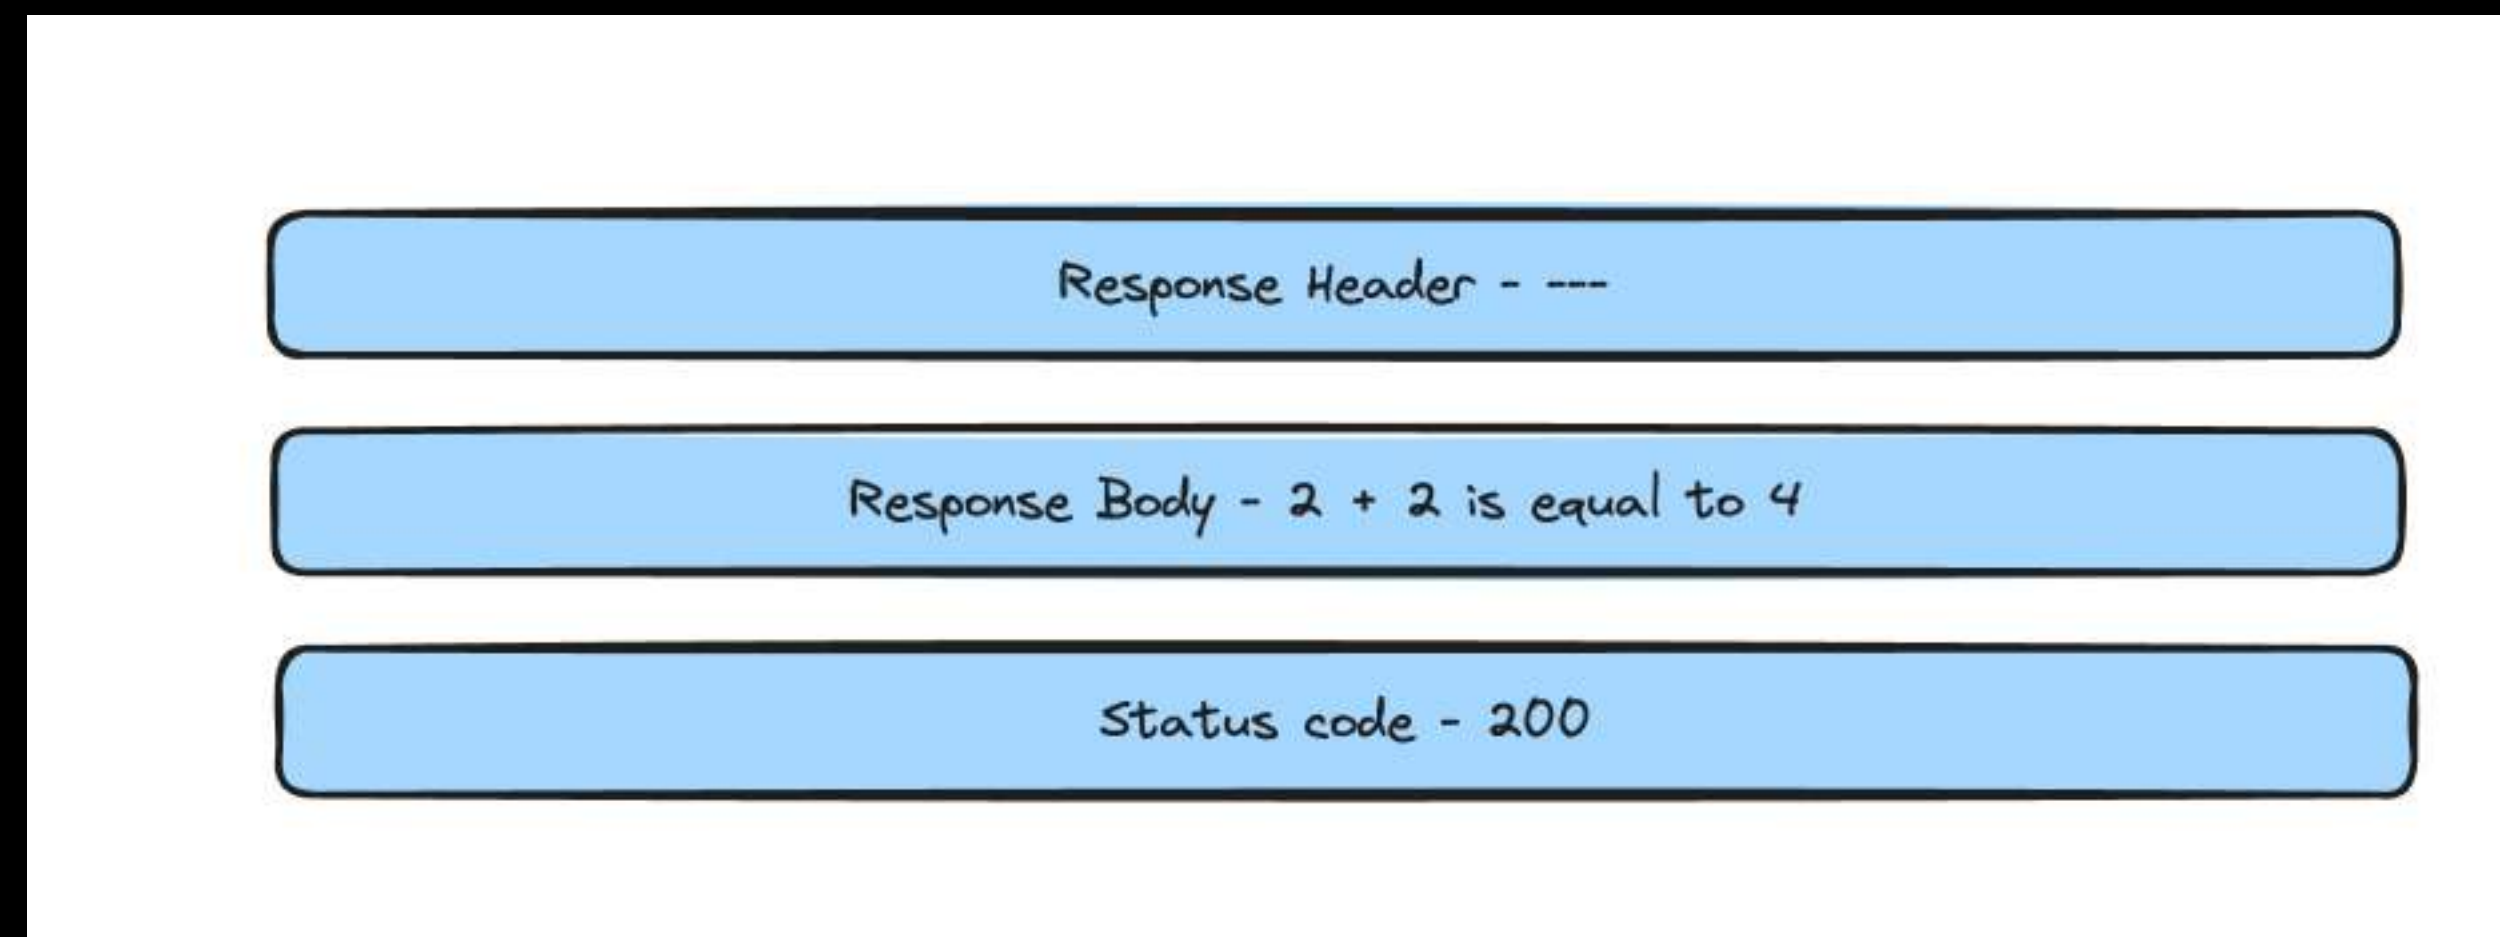 Response Header - ---
Response Body - 2 + 2 is equal to 4
Status code - 200